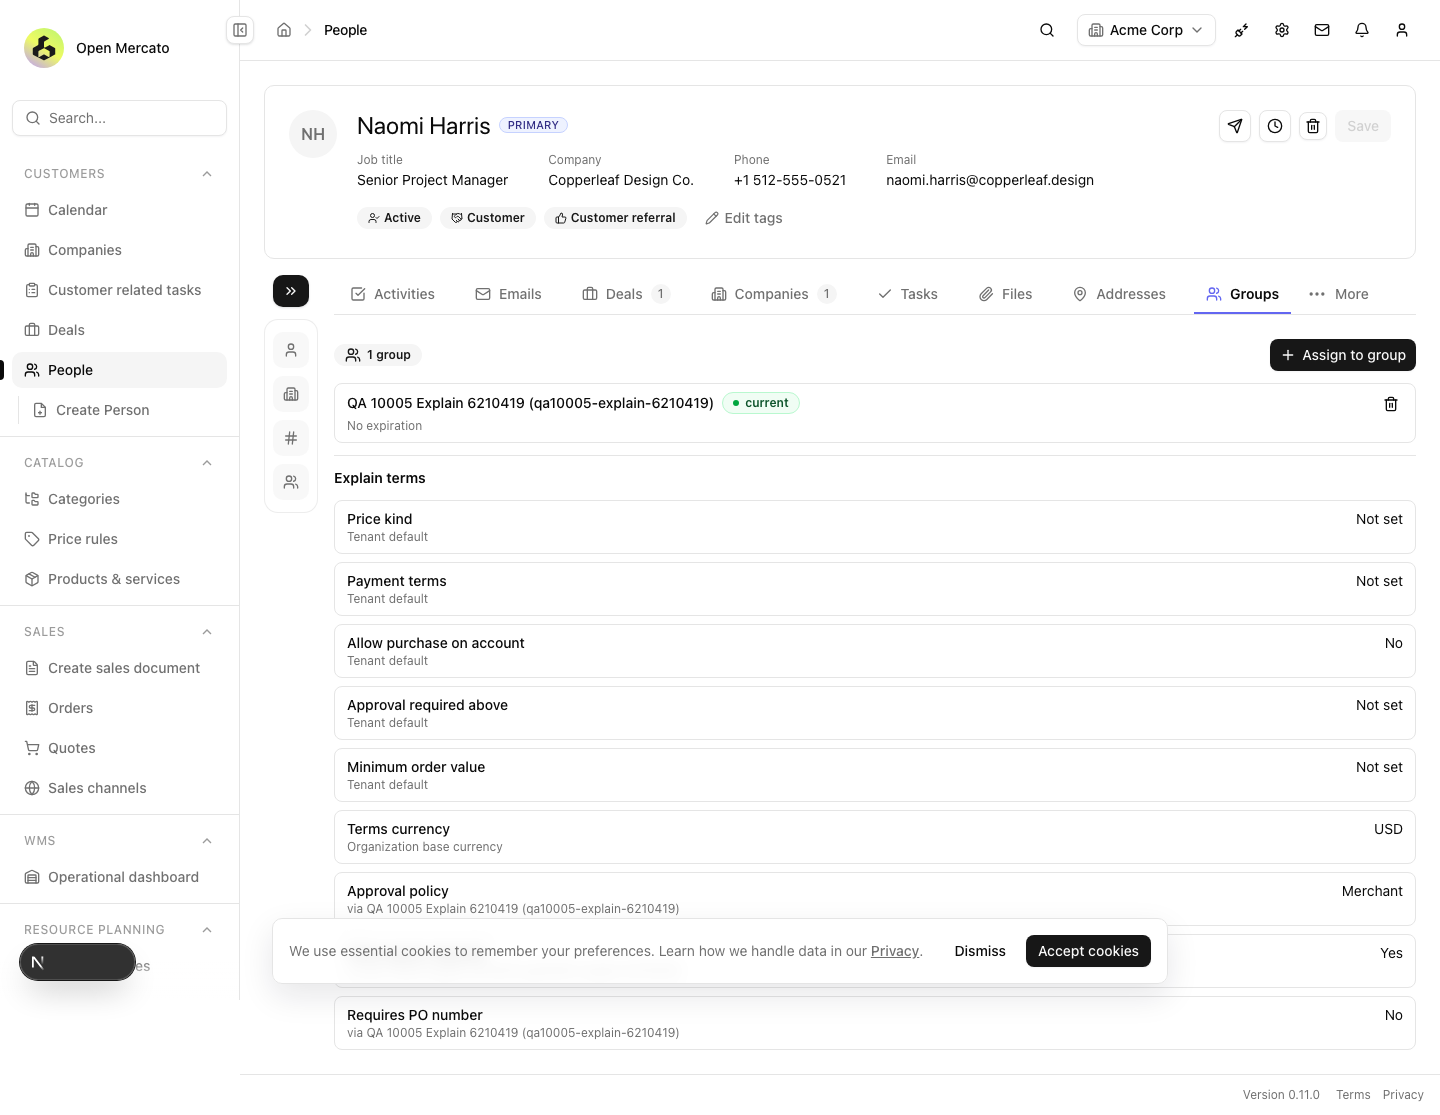 Open Mercato
Search...
CUSTOMERS
Calendar
Companies
Customer related tasks
Deals
People
Create Person
CATALOG
Categories
Price rules
Products & services
SALES
Create sales document
Orders
Quotes
Sales channels
WMS
Operational dashboard
RESOURCE PLANNING
N
People
Acme Corp
NH
Naomi Harris
PRIMARY
Save
Job title
Senior Project Manager
Company
Copperleaf Design Co.
Phone
+1 512-555-0521
Email
naomi.harris@copperleaf.design
Active
Customer
Customer referral
Edit tags
Activities
Emails
Deals 1
Companies 1
Tasks
Files
Addresses
Groups
More
1 group
Assign to group
QA 10005 Explain 6210419 (qa10005-explain-6210419)
current
No expiration
Explain terms
Price kind
Not set
Tenant default
Payment terms
Not set
Tenant default
Allow purchase on account
No
Tenant default
Approval required above
Not set
Tenant default
Minimum order value
Not set
Tenant default
Terms currency
USD
Organization base currency
Approval policy
Merchant
via QA 10005 Explain 6210419 (qa10005-explain-6210419)
We use essential cookies to remember your preferences. Learn how we handle data in our Privacy.
Dismiss
Accept cookies
Yes
Requires PO number
No
via QA 10005 Explain 6210419 (qa10005-explain-6210419)
Version 0.11.0
Terms
Privacy